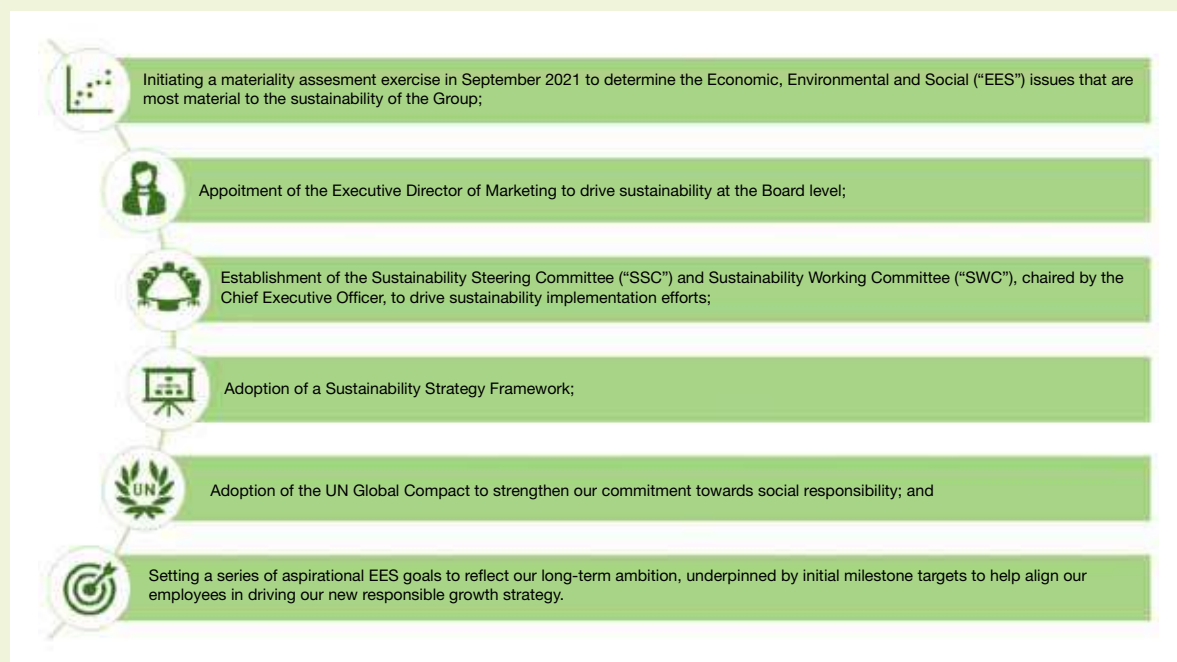 Initiating a materiality assesment exercise in September 2021 to determine the Economic, Environmental and Social (“EES”) issues that are
most material to the sustainability of the Group;
Appoitment of the Executive Director of Marketing to drive sustainability at the Board level;
Establishment of the Sustainability Steering Committee (“SSC”) and Sustainability Working Committee (“SWC”), chaired by the
Chief Executive Officer, to drive sustainability implementation efforts;
Adoption of a Sustainability Strategy Framework;
UN
Adoption of the UN Global Compact to strengthen our commitment towards social responsibility; and
Setting a series of aspirational EES goals to reflect our long-term ambition, underpinned by initial milestone targets to help align our
employees in driving our new responsible growth strategy.